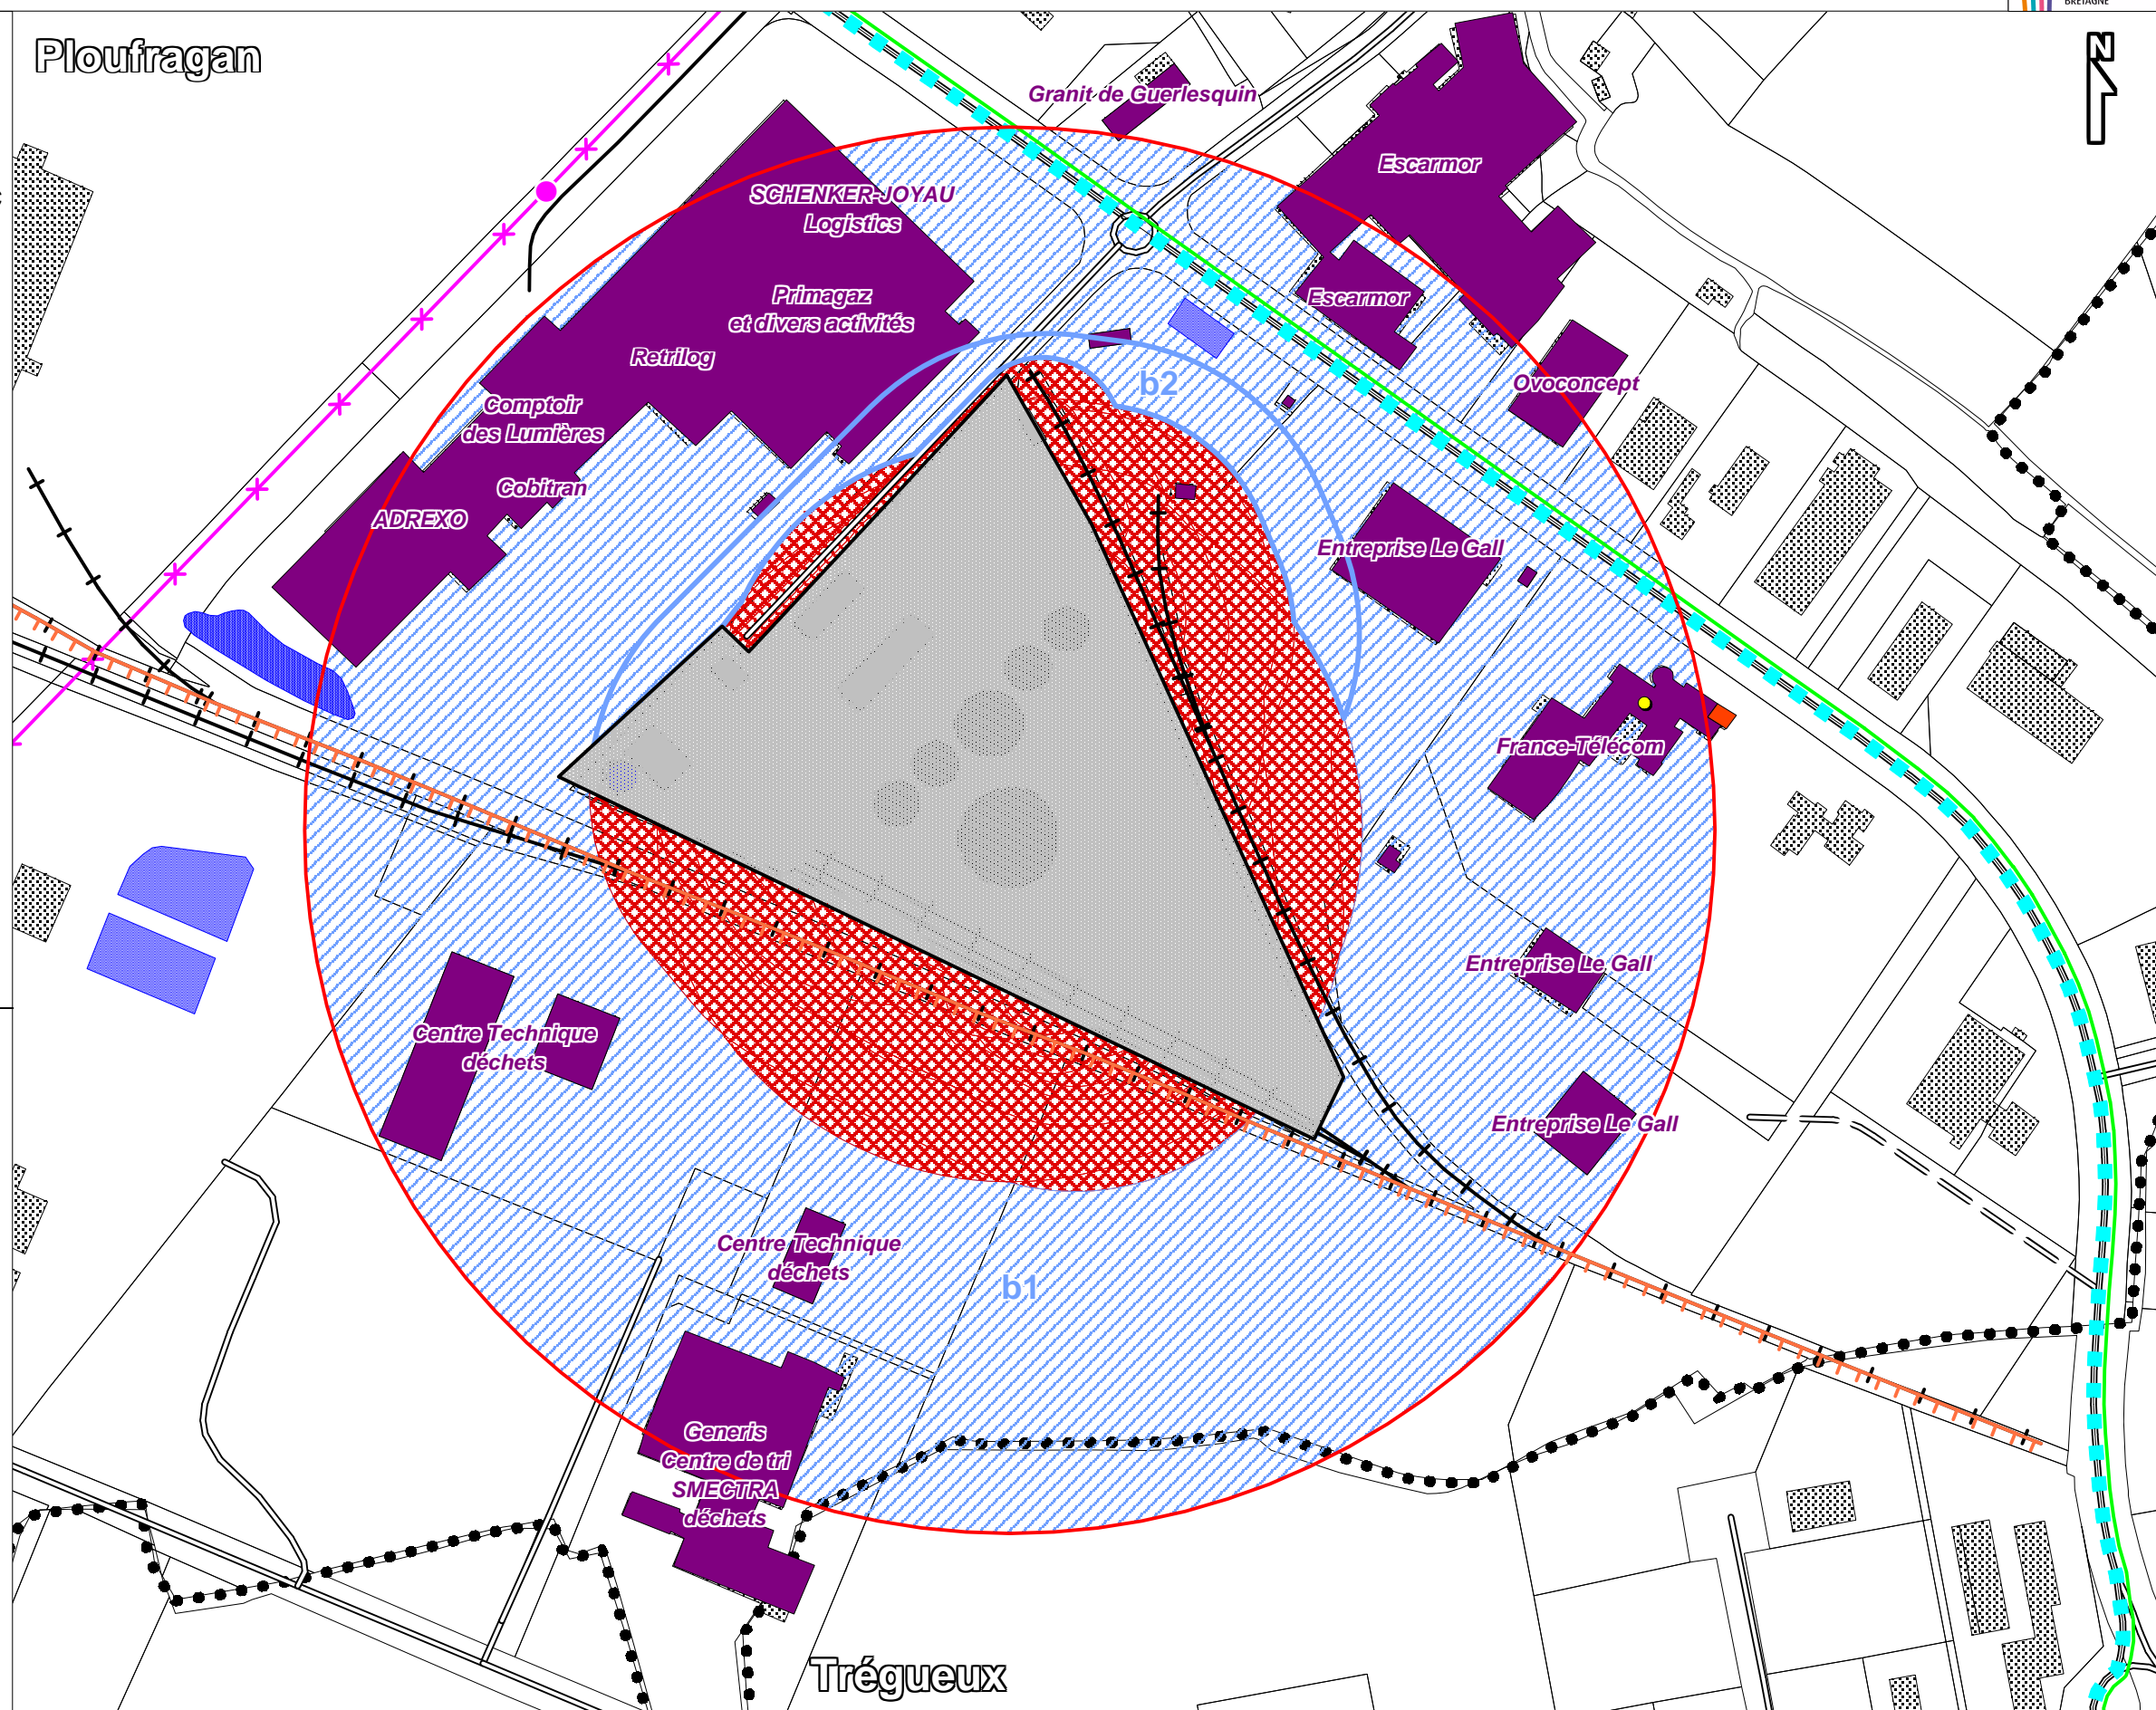 BRETAGNE
Ploufragan
N
Granit de Guerlesquin
Escarmor
SCHENKER-JOYAU
Logistics
Primagaz
et divers activités
Escarmor
Retrilog
b2
Ovoconcept
Comptoir
des Lumières
Cobitran
ADREXO
Entreprise Le Gall
France-Télécom
Entreprise Le Gall
Centre Technique
déchets
Entreprise Le Gall
Centre Technique
déchets
b1
Generis
Centre de tri
SMECTRA
déchets
Trégueux